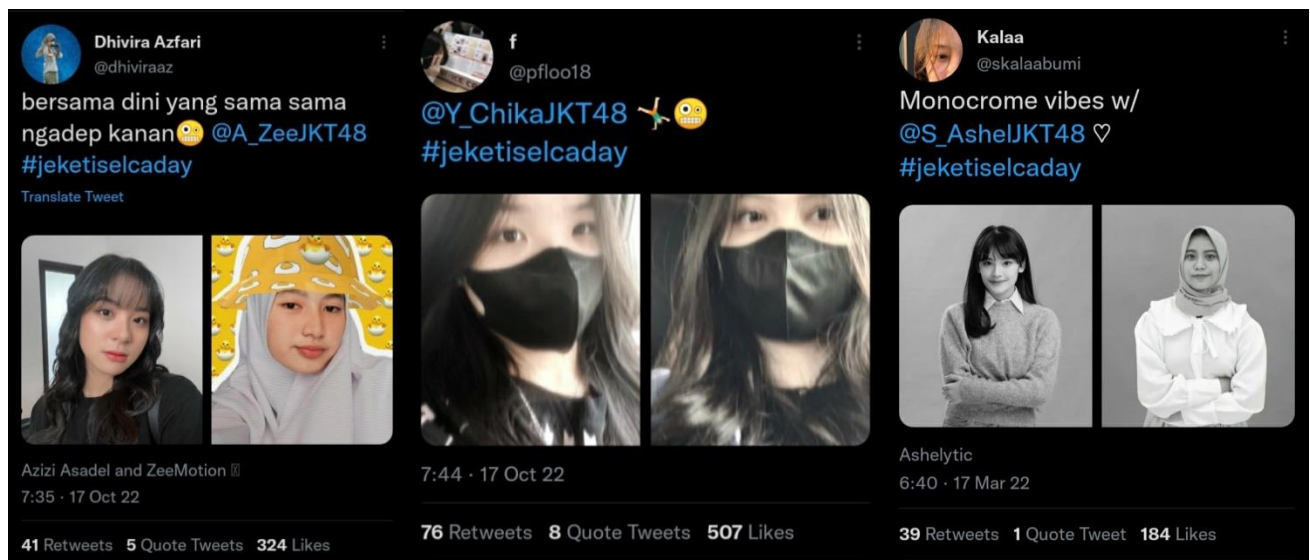 Dhivira Azfari
@dhiviraaz
bersama dini yang sama sama
ngadep kanan🤪 @A_ZeeJKT48
#jeketiselcaday
Translate Tweet
Azizi Asadel and ZeeMotion
7:35 · 17 Oct 22
41 Retweets 5 Quote Tweets 324 Likes
f
@pfloo18
@Y_ChikaJKT48 🤸🤪
#jeketiselcaday
7:44 · 17 Oct 22
76 Retweets 8 Quote Tweets 507 Likes
Kalaa
@skalaabumi
Monocrome vibes w/
@S_AshelJKT48 ♡
#jeketiselcaday
Ashelytic
6:40 · 17 Mar 22
39 Retweets 1 Quote Tweet 184 Likes